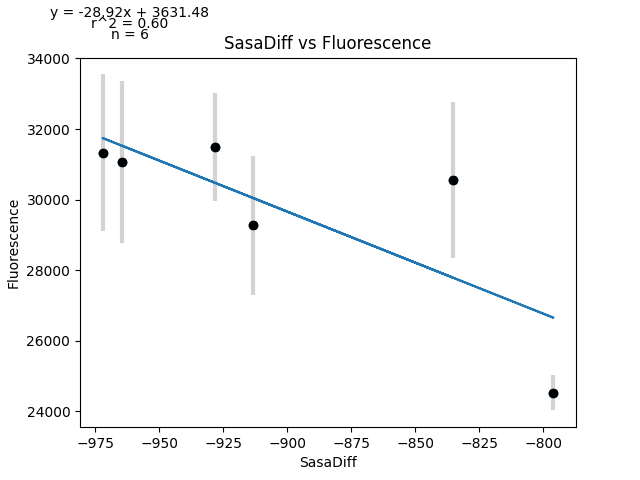 y = -28.92x + 3631.48
r^2 = 0.60
n = 6
SasaDiff vs Fluorescence
34000
32000
30000
28000
26000
24000
Fluorescence
−975
−950
−925
−900
−875
−850
−825
−800
SasaDiff